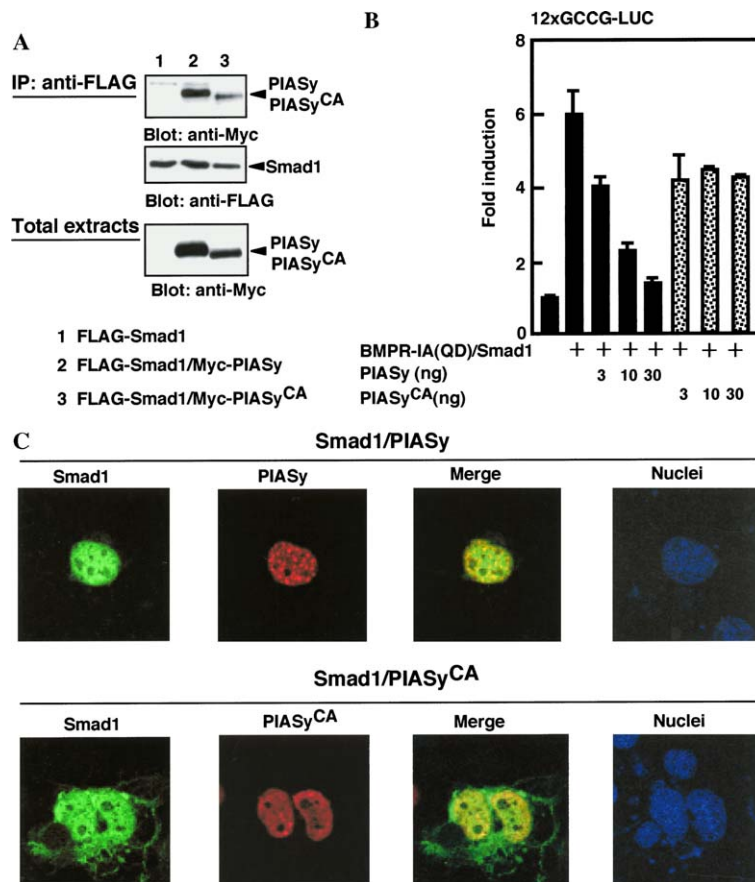 A
1 2 3
IP: anti-FLAG
PIASy
PIASyCA
Blot: anti-Myc
Smad1
Blot: anti-FLAG
Total extracts
PIASy
PIASyCA
Blot: anti-Myc
1 FLAG-Smad1
2 FLAG-Smad1/Myc-PIASy
3 FLAG-Smad1/Myc-PIASyCA
B
12xGCCG-LUC
Fold induction
8
6
4
2
0
BMPR-IA(QD)/Smad1 + + + + + + +
PIASy (ng) 3 10 30
PIASyCA(ng) 3 10 30
C
Smad1/PIASy
Smad1 PIASy Merge Nuclei
Smad1/PIASyCA
Smad1 PIASyCA Merge Nuclei